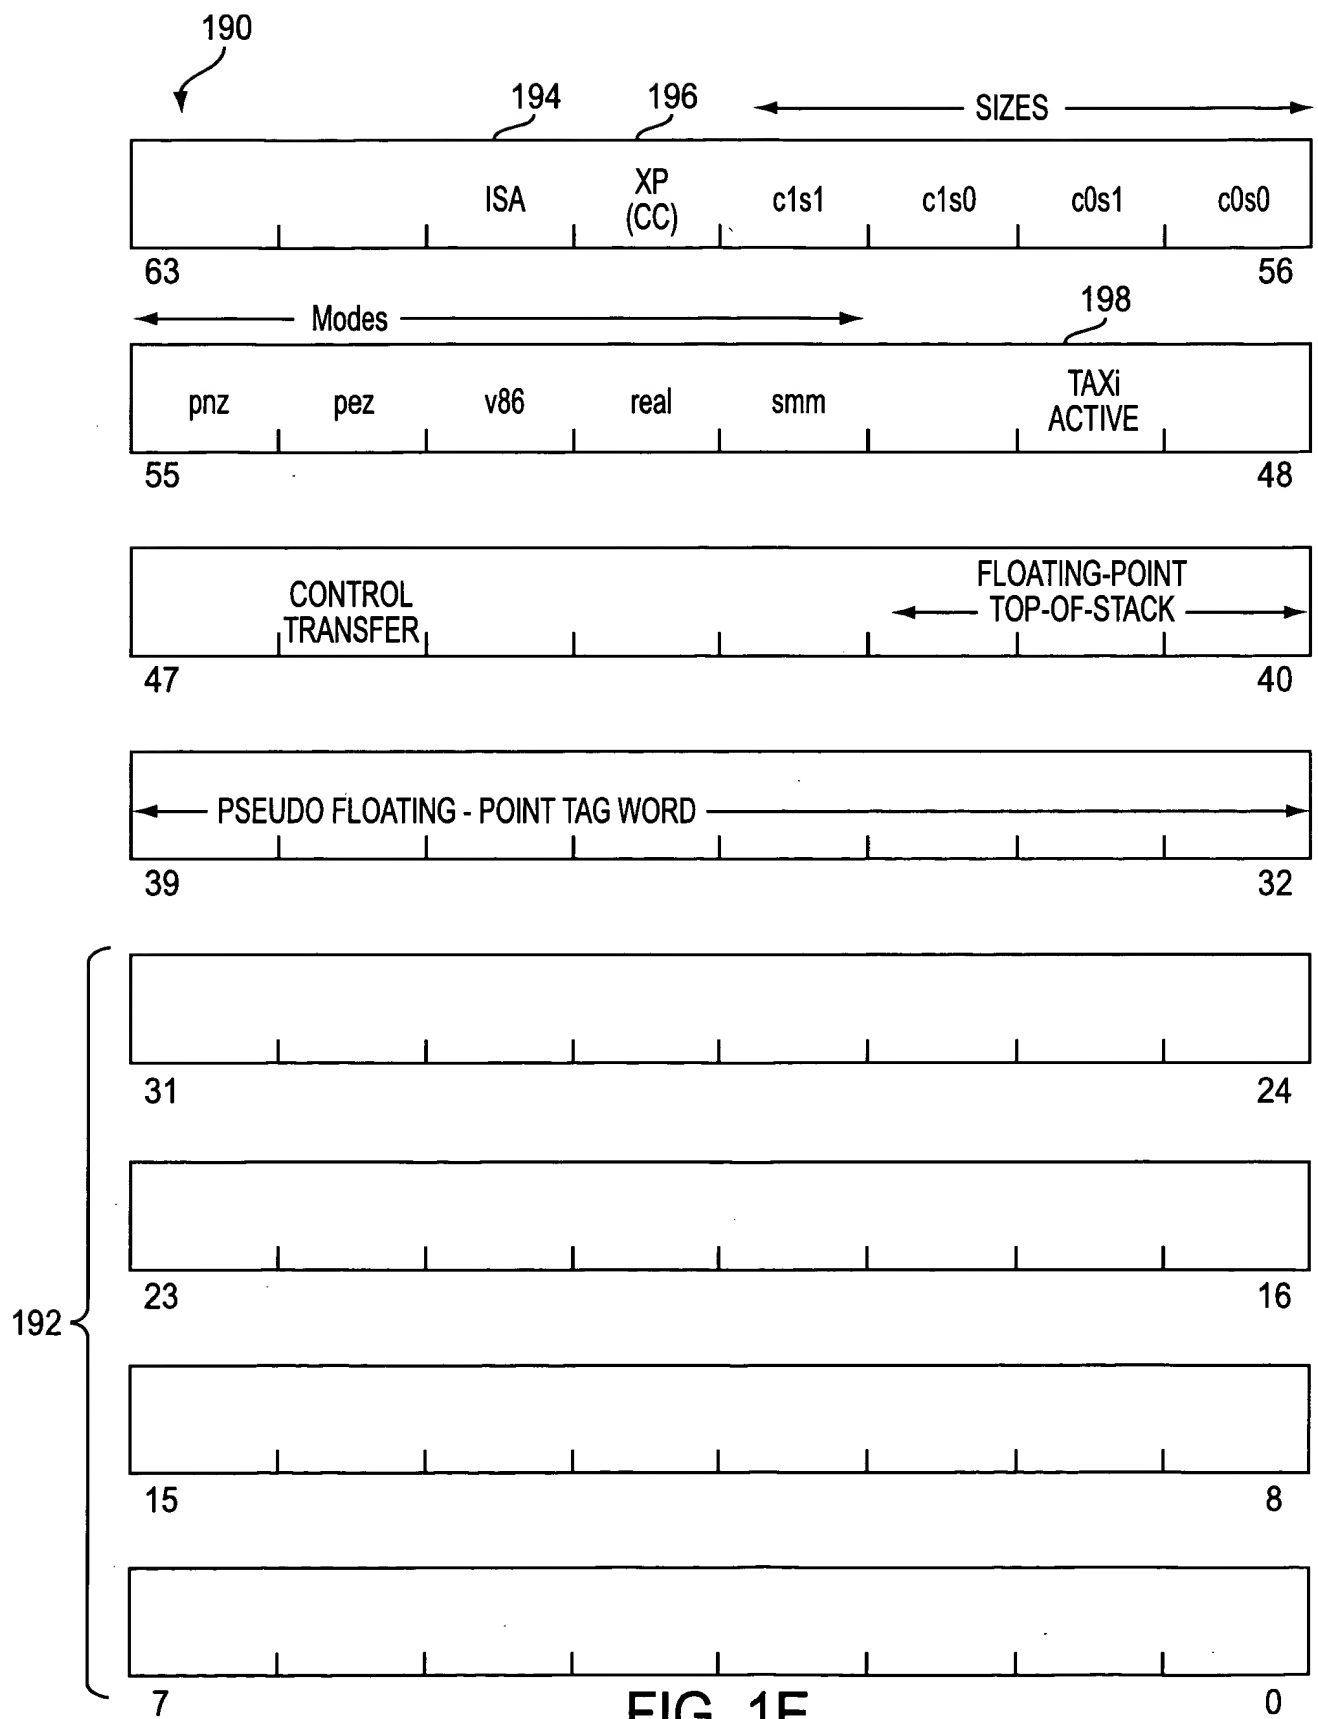 190
194 196 SIZES
ISA XP (CC) c1s1 c1s0 c0s1 c0s0
63 56
Modes 198
pnz pez v86 real smm TAXi ACTIVE
55 48
CONTROL TRANSFER FLOATING-POINT TOP-OF-STACK
47 40
PSEUDO FLOATING - POINT TAG WORD
39 32
31 24
23 16
192
15 8
7 0
FIG.